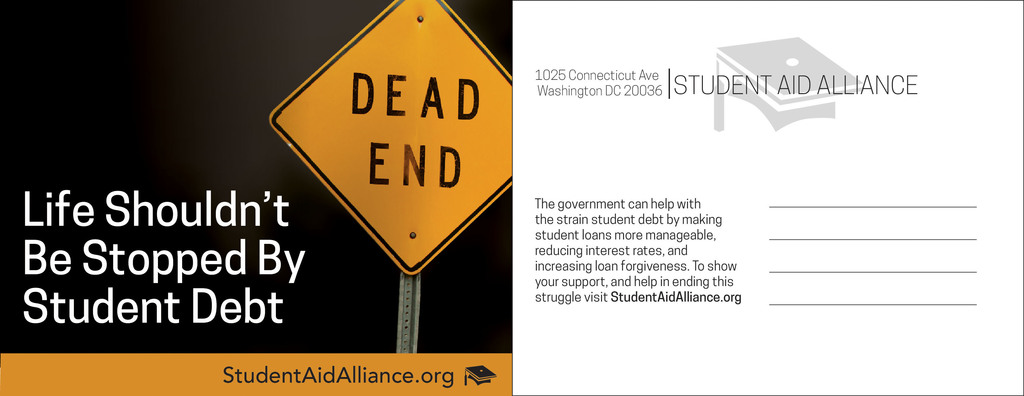 DEAD
END
Life Shouldn’t
Be Stopped By
Student Debt
StudentAidAlliance.org
1025 Connecticut Ave
Washington DC 20036
STUDENT AID ALLIANCE
The government can help with
the strain student debt by making
student loans more manageable,
reducing interest rates, and
increasing loan forgiveness. To show
your support, and help in ending this
struggle visit StudentAidAlliance.org